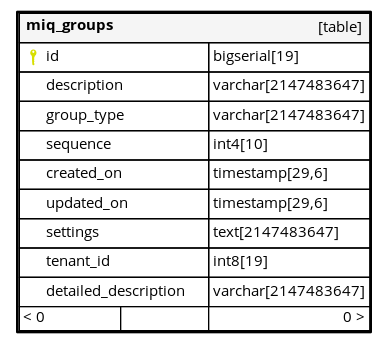 miq_groups [table]
id bigserial[19]
description varchar[2147483647]
group_type varchar[2147483647]
sequence int4[10]
created_on timestamp[29,6]
updated_on timestamp[29,6]
settings text[2147483647]
tenant_id int8[19]
detailed_description varchar[2147483647]
< 0 0 >